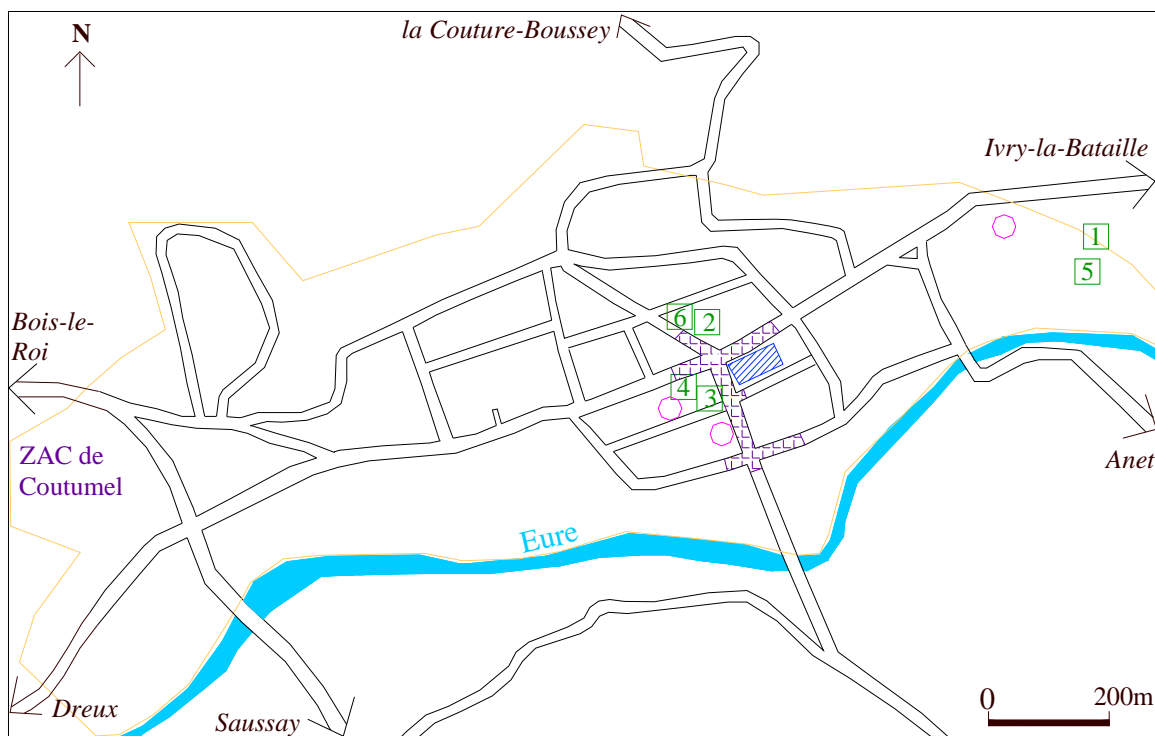 la Couture-Boussey
N
Ivry-la-Bataille
1
5
6
2
Bois-le-
Roi
4
3
ZAC de
Coutumel
Anet
Eure
0
200m
Dreux
Saussay